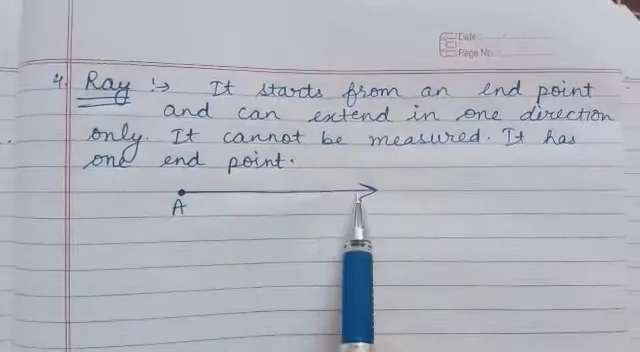 Date
Page No.
4. Ray :→ It starts from an end point
and can extend in one direction
only. It cannot be measured. It has
one end point.
A